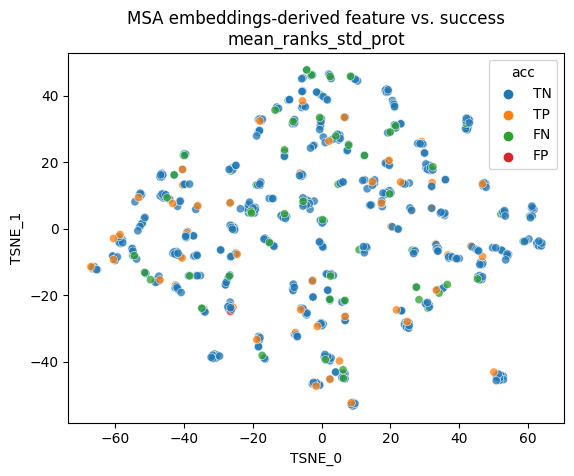 MSA embeddings-derived feature vs. success
mean_ranks_std_prot
acc
TN
TP
FN
FP
40
20
0
−20
−40
TSNE_1
−60
−40
−20
0
20
40
60
TSNE_0